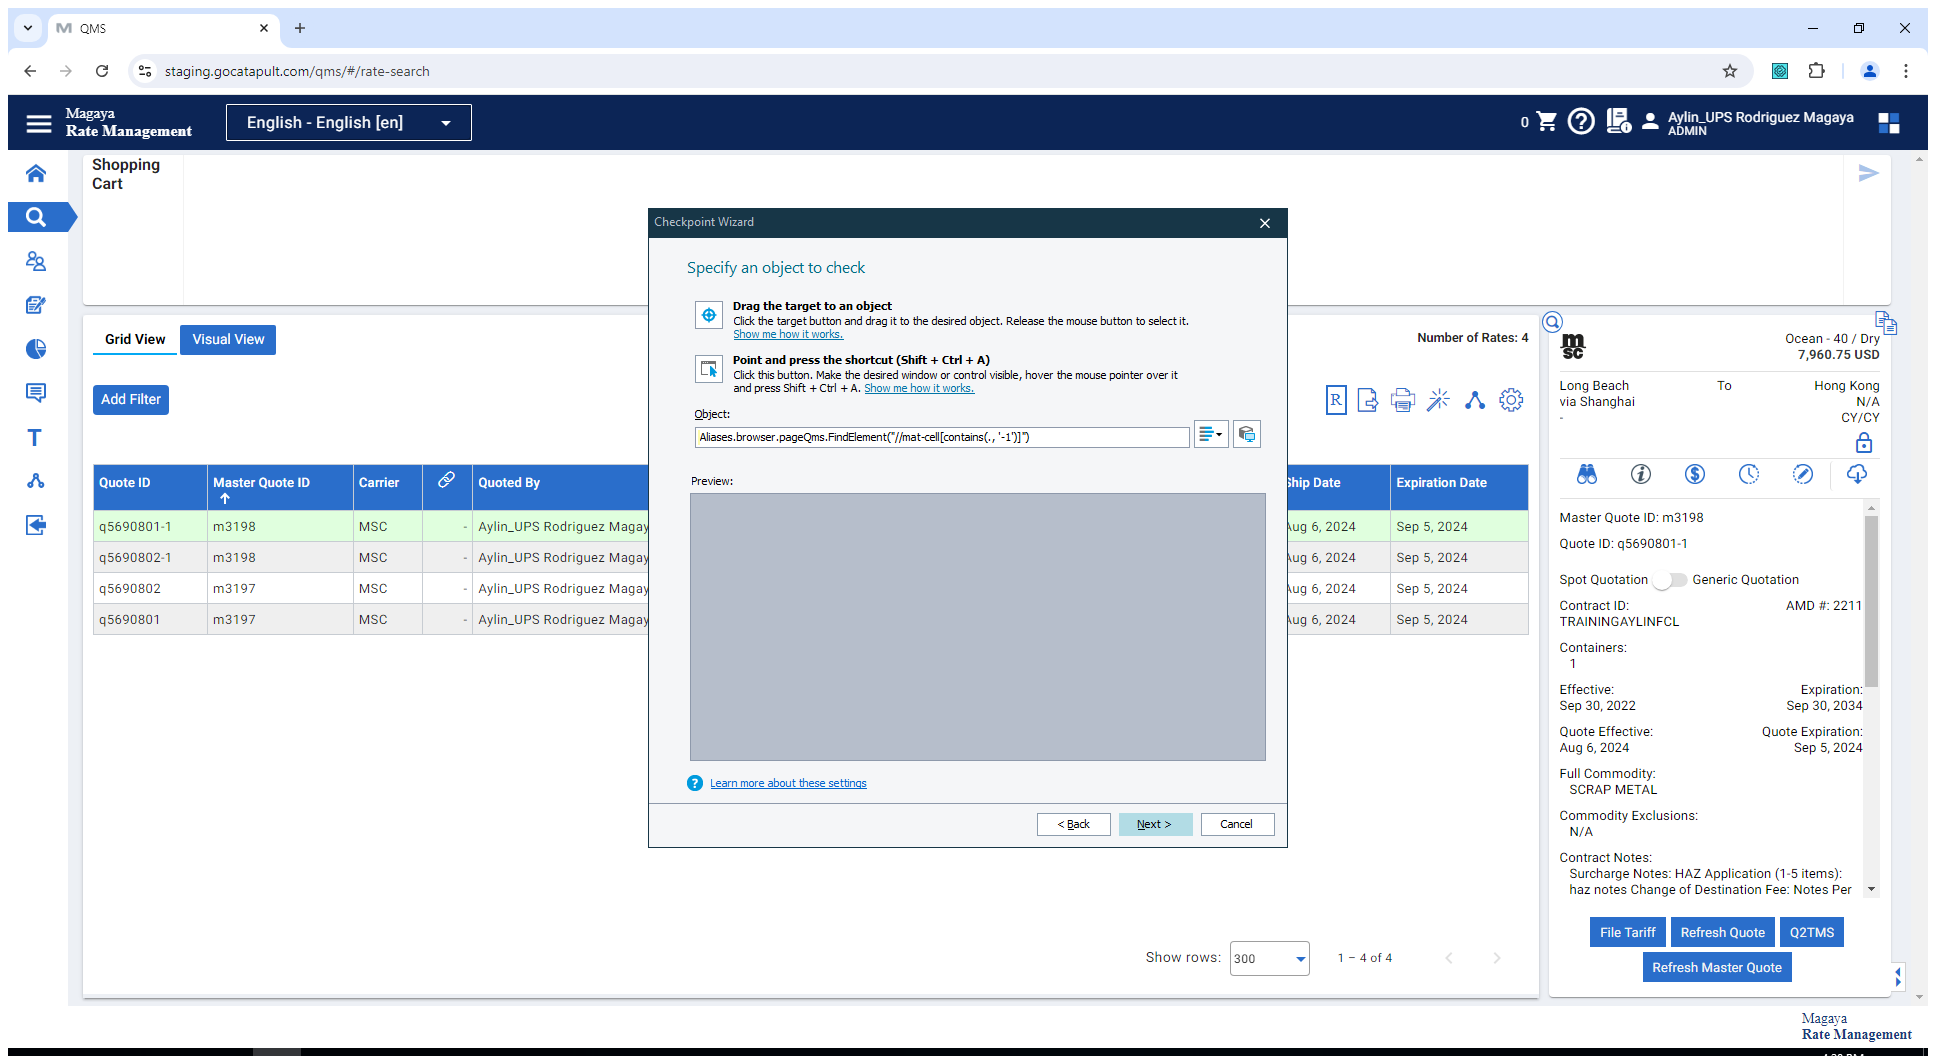 QMS
staging.gocatapult.com/qms/#/rate-search
Magaya
Rate Management
English - English [en]
0
Aylin_UPS Rodriguez Magaya
ADMIN
Shopping
Cart
Checkpoint Wizard
Specify an object to check
Drag the target to an object
Click the target button and drag it to the desired object. Release the mouse button to select it.
Show me how it works.
Point and press the shortcut (Shift + Ctrl + A)
Click this button. Make the desired window or control visible, hover the mouse pointer over it
and press Shift + Ctrl + A. Show me how it works.
Object:
Aliases.browser.pageQms.FindElement("//mat-cell[contains(., '-1')]")
Preview:
Learn more about these settings
< Back
Next >
Cancel
Grid View
Visual View
Number of Rates: 4
Add Filter
R
Quote ID
Master Quote ID
Carrier
Quoted By
Ship Date
Expiration Date
q5690801-1 m3198 MSC - Aylin_UPS Rodriguez Magay Aug 6, 2024 Sep 5, 2024
q5690802-1 m3198 MSC - Aylin_UPS Rodriguez Magay Aug 6, 2024 Sep 5, 2024
q5690802 m3197 MSC - Aylin_UPS Rodriguez Magay Aug 6, 2024 Sep 5, 2024
q5690801 m3197 MSC - Aylin_UPS Rodriguez Magay Aug 6, 2024 Sep 5, 2024
Show rows: 300 1 – 4 of 4
m
sc
Ocean - 40 / Dry
7,960.75 USD
Long Beach To Hong Kong
via Shanghai N/A
- CY/CY
Master Quote ID: m3198
Quote ID: q5690801-1
Spot Quotation Generic Quotation
Contract ID: AMD #: 2211
TRAININGAYLINFCL
Containers:
1
Effective: Expiration:
Sep 30, 2022 Sep 30, 2034
Quote Effective: Quote Expiration:
Aug 6, 2024 Sep 5, 2024
Full Commodity:
SCRAP METAL
Commodity Exclusions:
N/A
Contract Notes:
Surcharge Notes: HAZ Application (1-5 items):
haz notes Change of Destination Fee: Notes Per
File Tariff
Refresh Quote
Q2TMS
Refresh Master Quote
Magaya
Rate Management